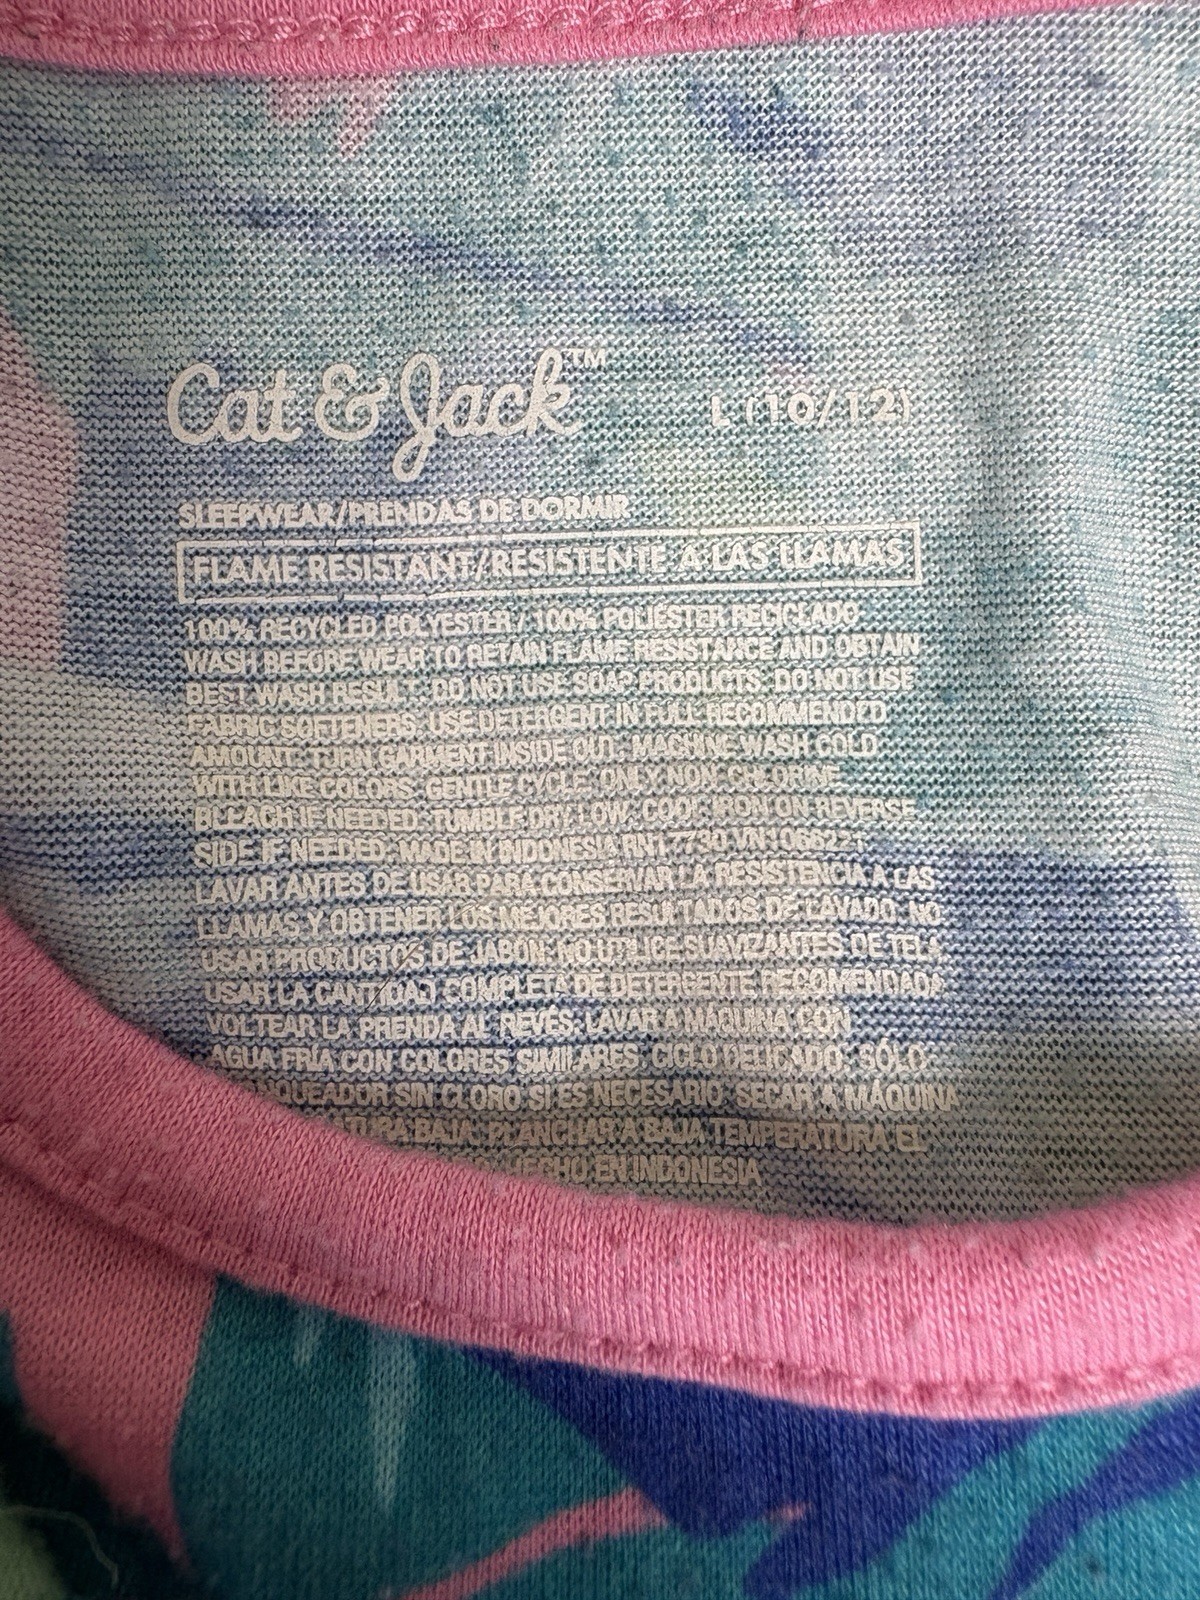 Cat & Jack™ L (10/12)
SLEEPWEAR/PRENDAS DE DORMIR
FLAME RESISTANT/RESISTENTE A LAS LLAMAS
100% RECYCLED POLYESTER / 100% POLIÉSTER RECICLADO
WASH BEFORE WEAR TO RETAIN FLAME RESISTANCE AND OBTAIN
BEST WASH RESULT: DO NOT USE SOAP PRODUCTS. DO NOT USE
FABRIC SOFTENERS. USE DETERGENT IN FULL RECOMMENDED
AMOUNT. TURN GARMENT INSIDE OUT. MACHINE WASH COLD
WITH LIKE COLORS. GENTLE CYCLE. ONLY NON-CHLORINE
BLEACH IF NEEDED. TUMBLE DRY LOW. COOL IRON ON REVERSE
SIDE IF NEEDED. MADE IN INDONESIA RN17730 VN1066221
LAVAR ANTES DE USAR PARA CONSERVAR LA RESISTENCIA A LAS
LLAMAS Y OBTENER LOS MEJORES RESULTADOS DE LAVADO. NO
USAR PRODUCTOS DE JABÓN. NO UTILICE SUAVIZANTES DE TELA.
USAR LA CANTIDAD COMPLETA DE DETERGENTE RECOMENDADA.
VOLTEAR LA PRENDA AL REVÉS. LAVAR A MÁQUINA CON
AGUA FRÍA CON COLORES SIMILARES. CICLO DELICADO. SÓLO
QUEADOR SIN CLORO SI ES NECESARIO. SECAR A MÁQUINA
TURA BAJA. PLANCHAR A BAJA TEMPERATURA EL
HECHO EN INDONESIA